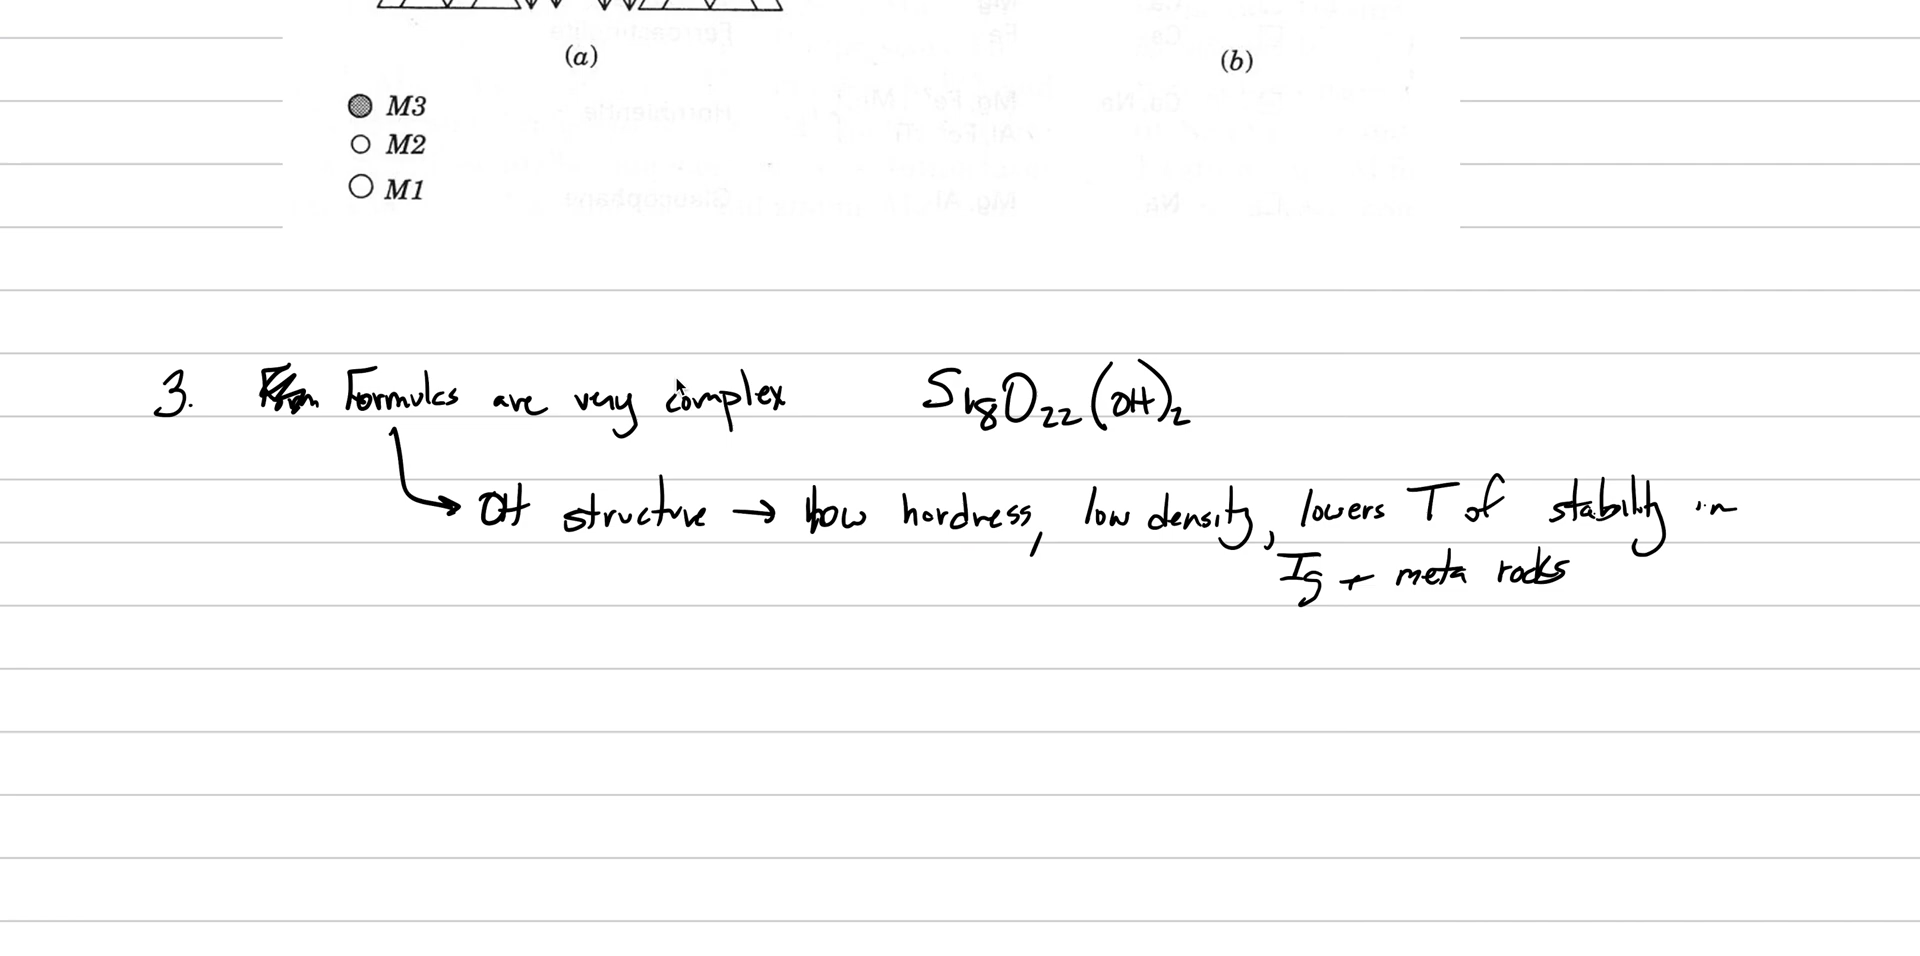 (a)
(b)
M3
M2
M1
3. Formulas are very complex Si8O22(OH)2
OH structure → low hardness, low density, lowers T of stability in
Ig + meta rocks